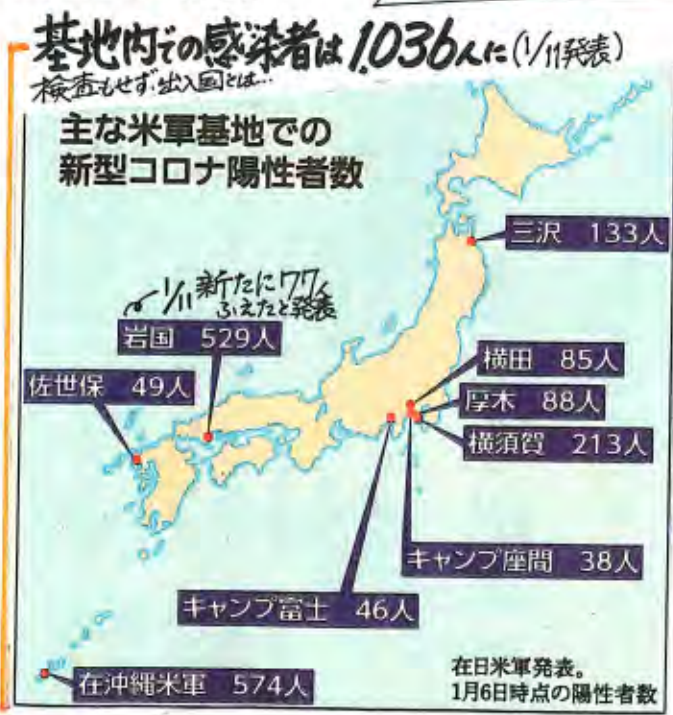 基地内での感染者は1,036人に(1/11発表)
検査もせず出入国とは…
主な米軍基地での
新型コロナ陽性者数
三沢 133人
1/11 新たに77人
ふえたと発表
岩国 529人
佐世保 49人
横田 85人
厚木 88人
横須賀 213人
キャンプ座間 38人
キャンプ富士 46人
在沖縄米軍 574人
在日米軍発表。
1月6日時点の陽性者数